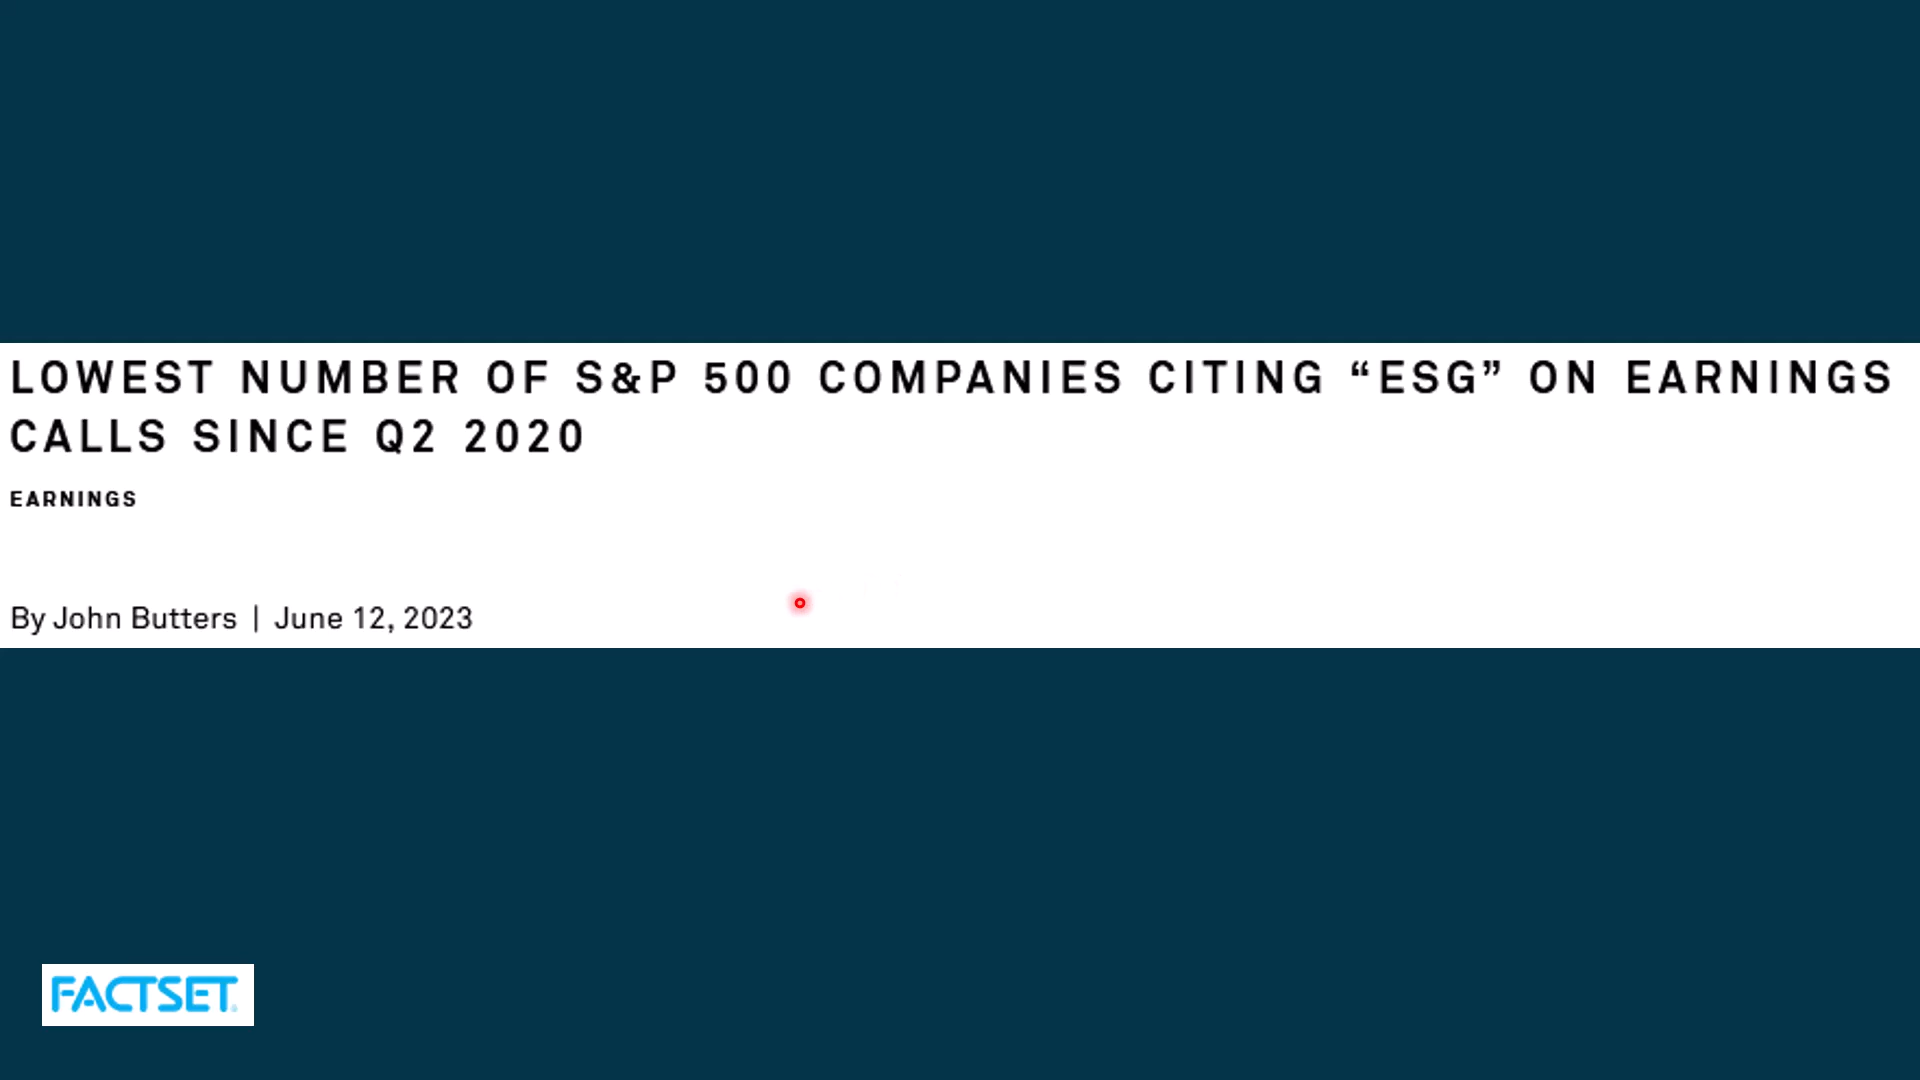 LOWEST NUMBER OF S&P 500 COMPANIES CITING “ESG” ON EARNINGS
CALLS SINCE Q2 2020
EARNINGS
By John Butters | June 12, 2023
FACTSET